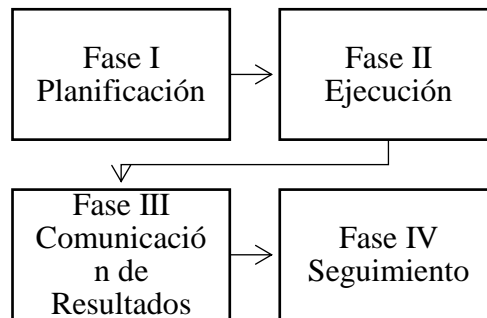 Fase I
Planificación
Fase II
Ejecución
Fase III
Comunicació
n de
Resultados
Fase IV
Seguimiento